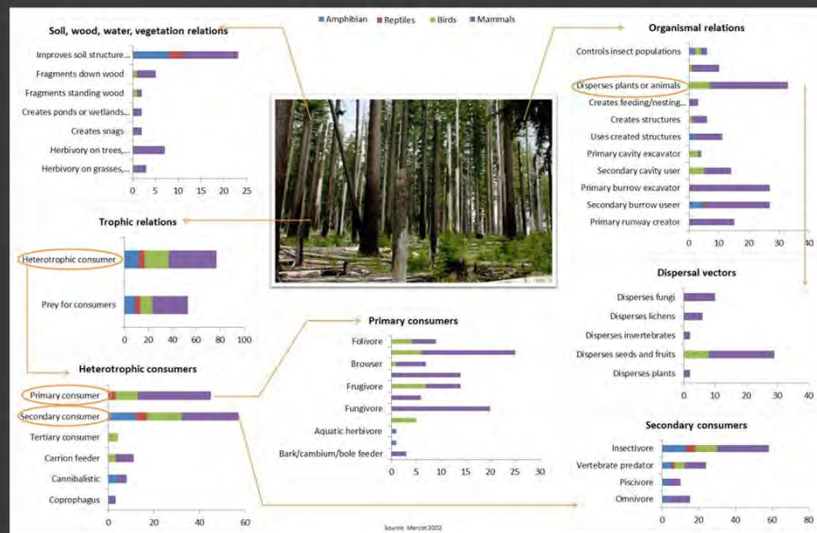 Amphibian Reptiles Birds Mammals
Soil, wood, water, vegetation relations
Improves soil structure ...
Fragments down wood
Fragments standing wood
Creates ponds or wetlands...
Creates snags
Herbivory on trees,...
Herbivory on grasses,...
0 5 10 15 20 25
Trophic relations
Heterotrophic consumer
Prey for consumers
0 20 40 60 80 100
Heterotrophic consumers
Primary consumer
Secondary consumer
Tertiary consumer
Carrion feeder
Cannibalistic
Coprophagus
0 20 40 60
Primary consumers
Folivore
Browser
Frugivore
Fungivore
Aquatic herbivore
Bark/cambium/bole feeder
0 5 10 15 20 25 30
Organismal relations
Controls insect populations
Disperses plants or animals
Creates feeding/nesting...
Creates structures
Uses created structures
Primary cavity excavator
Secondary cavity user
Primary burrow excavator
Secondary burrow useer
Primary runway creator
0 10 20 30 40
Dispersal vectors
Disperses fungi
Disperses lichens
Disperses invertebrates
Disperses seeds and fruits
Disperses plants
0 10 20 30 40
Secondary consumers
Insectivore
Vertebrate predator
Piscivore
Omnivore
0 20 40 60 80
Source: Marcot 2002